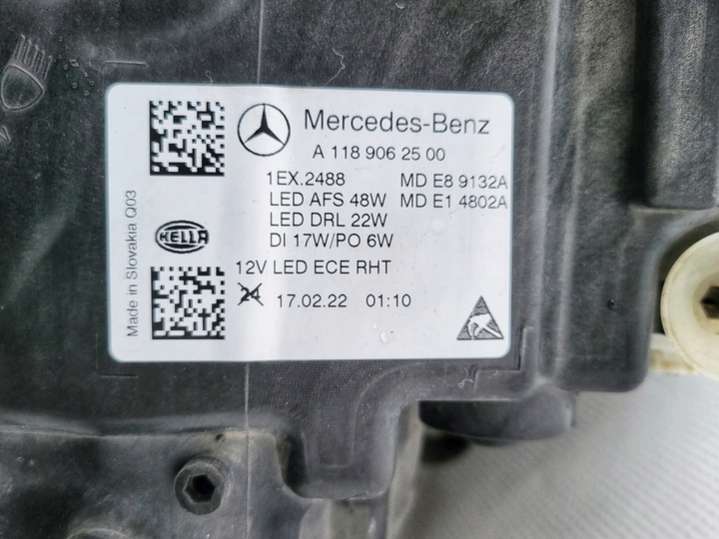 Mercedes-Benz
A 118 906 25 00
1EX.2488 MD E8 9132A
LED AFS 48W MD E1 4802A
LED DRL 22W
DI 17W/PO 6W
12V LED ECE RHT
24 17.02.22 01:10
HELLA
Made in Slovakia Q03